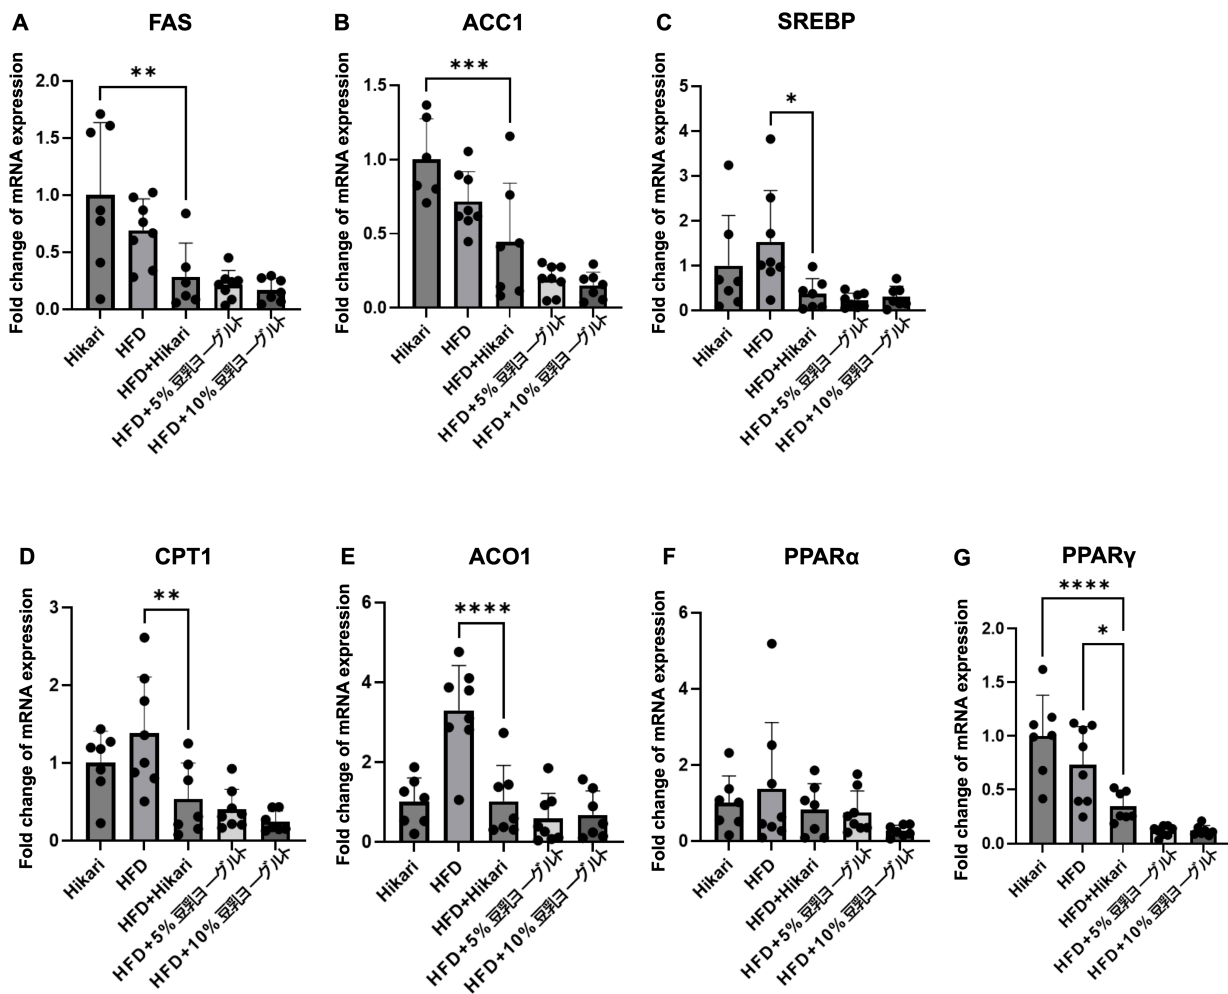 A
FAS
Fold change of mRNA expression
2.0
1.5
1.0
0.5
0.0
**
Hikari
HFD
HFD+Hikari
HFD+5% 豆乳ヨーグルト
HFD+10% 豆乳ヨーグルト
B
ACC1
Fold change of mRNA expression
1.5
1.0
0.5
0.0
***
Hikari
HFD
HFD+Hikari
HFD+5% 豆乳ヨーグルト
HFD+10% 豆乳ヨーグルト
C
SREBP
Fold change of mRNA expression
5
4
3
2
1
0
*
Hikari
HFD
HFD+Hikari
HFD+5% 豆乳ヨーグルト
HFD+10% 豆乳ヨーグルト
D
CPT1
Fold change of mRNA expression
3
2
1
0
**
Hikari
HFD
HFD+Hikari
HFD+5% 豆乳ヨーグルト
HFD+10% 豆乳ヨーグルト
E
ACO1
Fold change of mRNA expression
6
4
2
0
****
Hikari
HFD
HFD+Hikari
HFD+5% 豆乳ヨーグルト
HFD+10% 豆乳ヨーグルト
F
PPARα
Fold change of mRNA expression
6
4
2
0
Hikari
HFD
HFD+Hikari
HFD+5% 豆乳ヨーグルト
HFD+10% 豆乳ヨーグルト
G
PPARγ
Fold change of mRNA expression
2.0
1.5
1.0
0.5
0.0
****
*
Hikari
HFD
HFD+Hikari
HFD+5% 豆乳ヨーグルト
HFD+10% 豆乳ヨーグルト